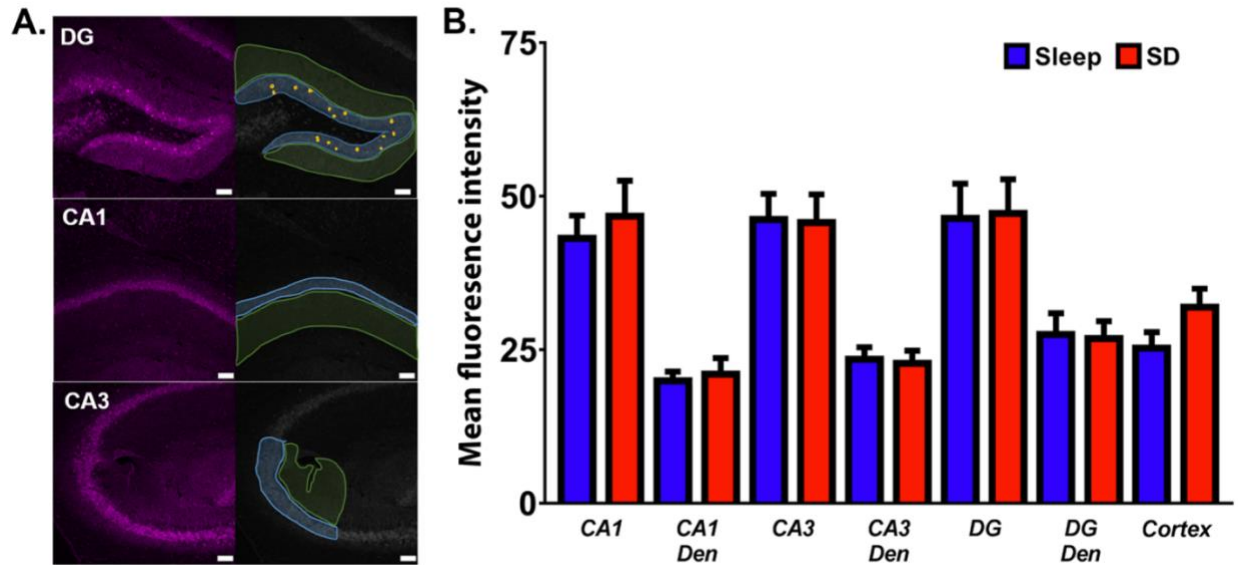 A.
DG
CA1
CA3
B.
Sleep SD
Mean fluorescence intensity
75
50
25
0
CA1 CA1 Den CA3 CA3 Den DG DG Den Cortex